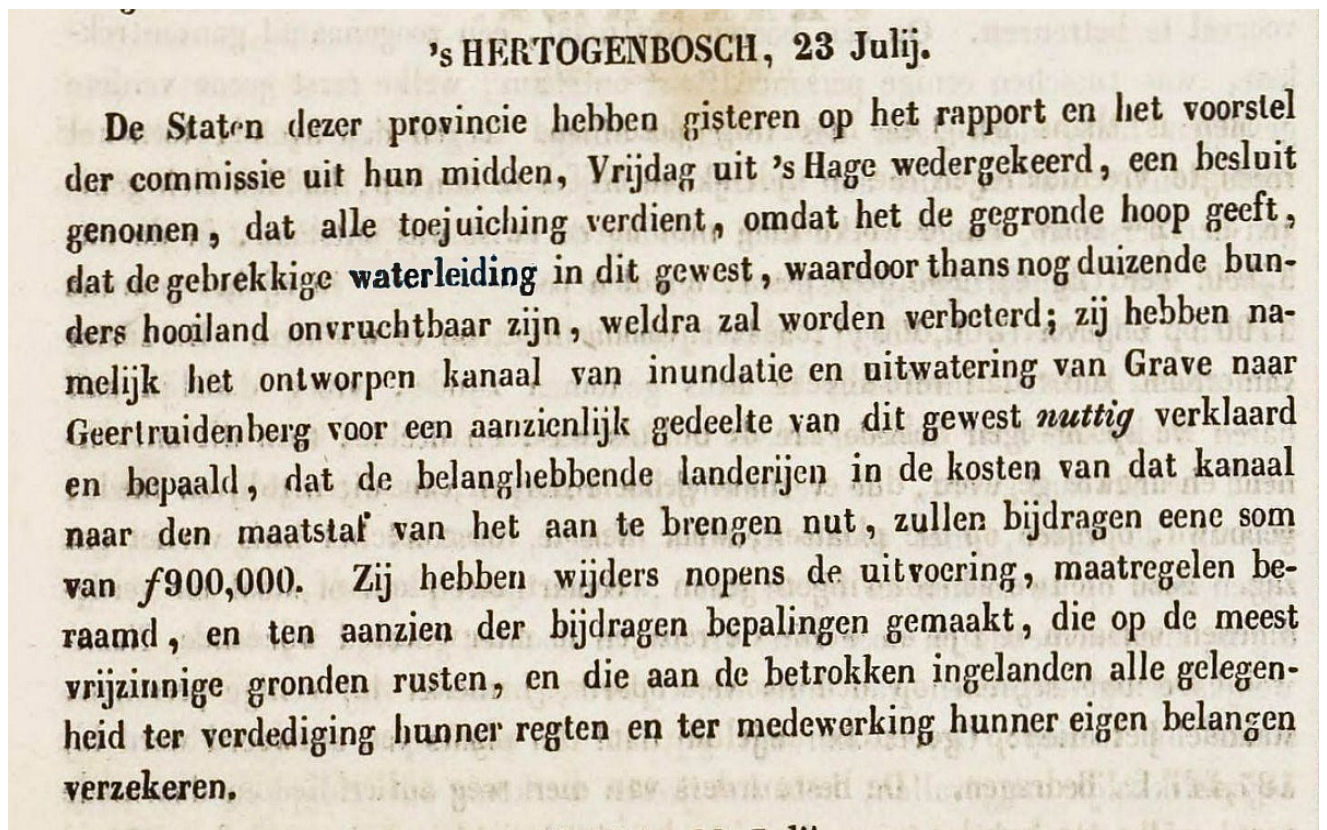 's HERTOGENBOSCH, 23 Julij.
De Staten dezer provincie hebben gisteren op het rapport en het voorstel
der commissie uit hun midden, Vrijdag uit 's Hage wedergekeerd, een besluit
genomen, dat alle toejuiching verdient, omdat het de gegronde hoop geeft,
dat de gebrekkige waterleiding in dit gewest, waardoor thans nog duizende bun-
ders hooiland onvruchtbaar zijn, weldra zal worden verbeterd; zij hebben na-
melijk het ontworpen kanaal van inundatie en uitwatering van Grave naar
Geertruidenberg voor een aanzienlijk gedeelte van dit gewest nuttig verklaard
en bepaald, dat de belanghebbende landerijen in de kosten van dat kanaal
naar den maatstaf van het aan te brengen nut, zullen bijdragen eene som
van ƒ900,000. Zij hebben wijders nopens de uitvoering, maatregelen be-
raamd, en ten aanzien der bijdragen bepalingen gemaakt, die op de meest
vrijzinnige gronden rusten, en die aan de betrokken ingelanden alle gelegen-
heid ter verdediging hunner regten en ter medewerking hunner eigen belangen
verzekeren.